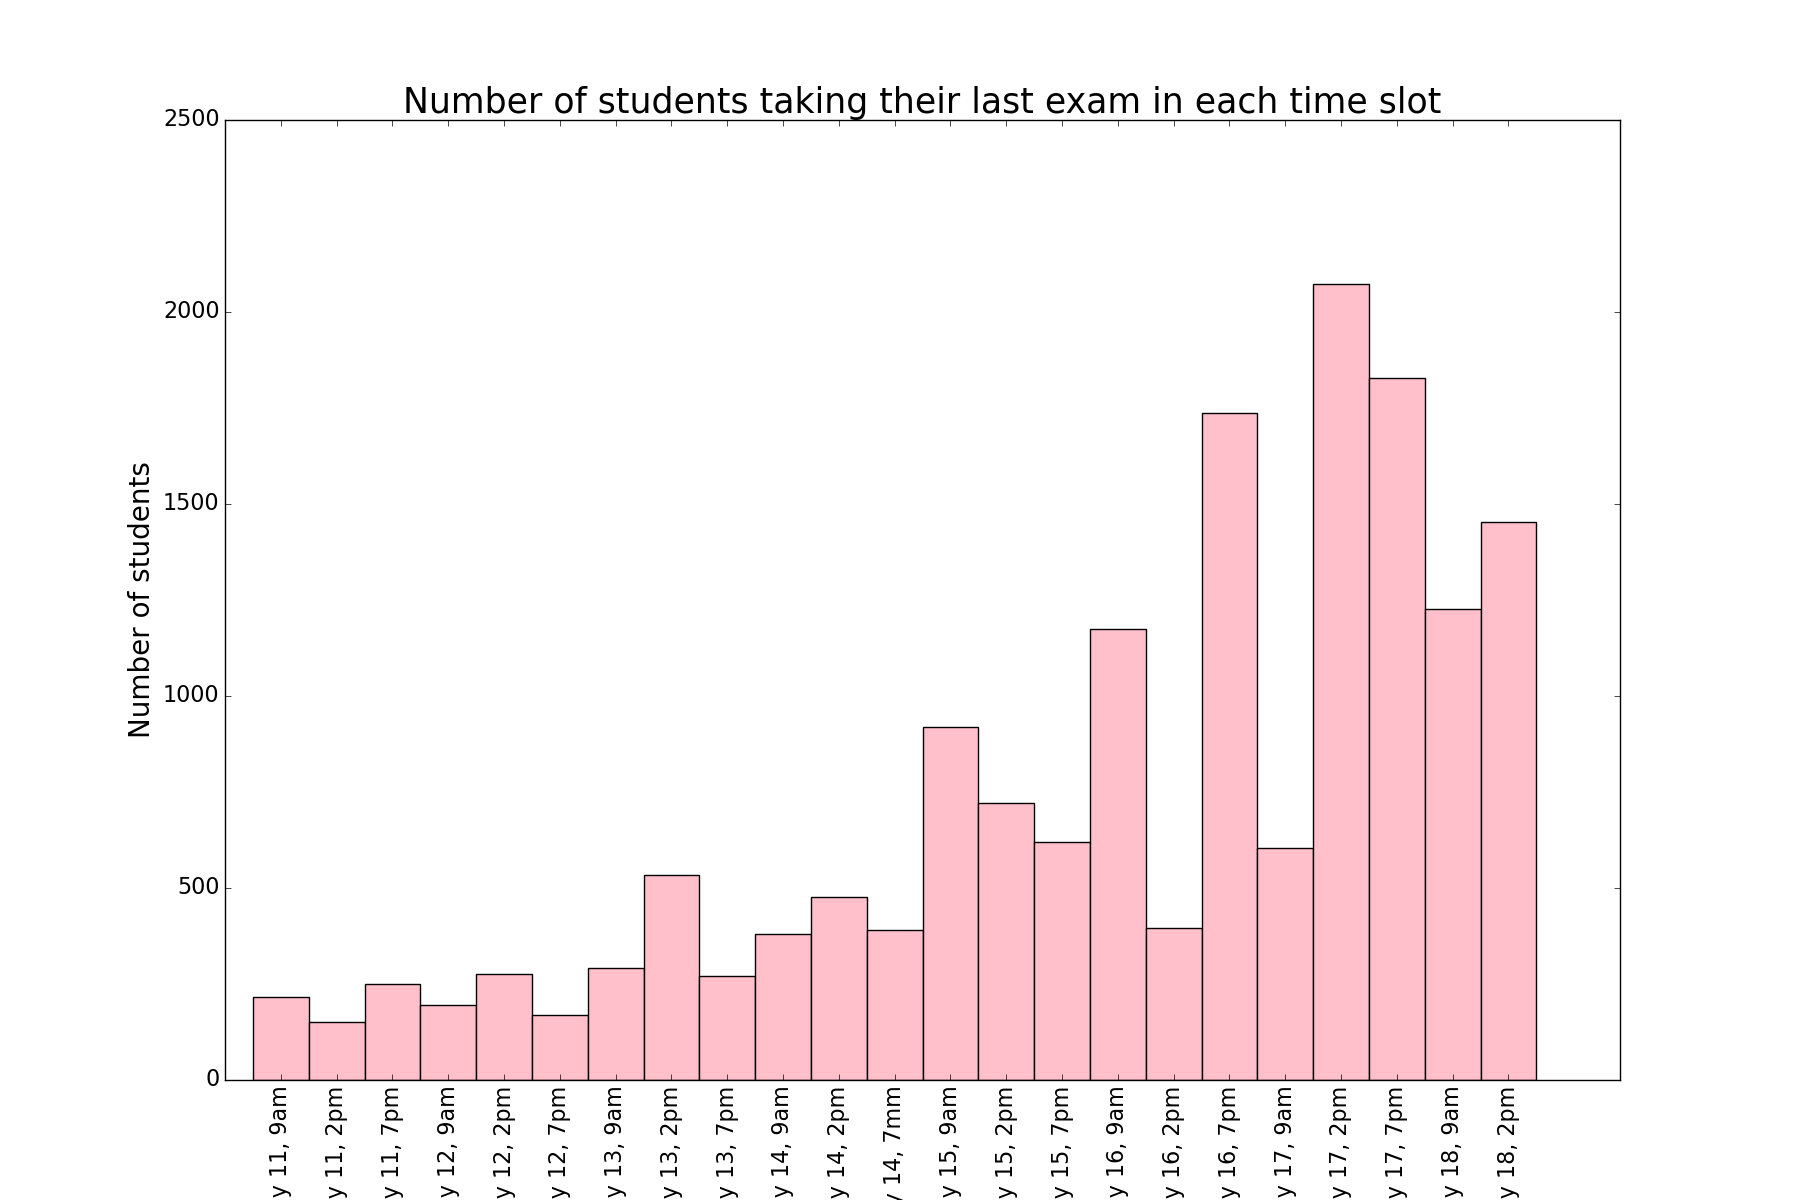 Number of students taking their last exam in each time slot
Number of students
2500
2000
1500
1000
500
0
y 11, 9am
y 11, 2pm
y 11, 7pm
y 12, 9am
y 12, 2pm
y 12, 7pm
y 13, 9am
y 13, 2pm
y 13, 7pm
y 14, 9am
y 14, 2pm
y 14, 7mm
y 15, 9am
y 15, 2pm
y 15, 7pm
y 16, 9am
y 16, 2pm
y 16, 7pm
y 17, 9am
y 17, 2pm
y 17, 7pm
y 18, 9am
y 18, 2pm